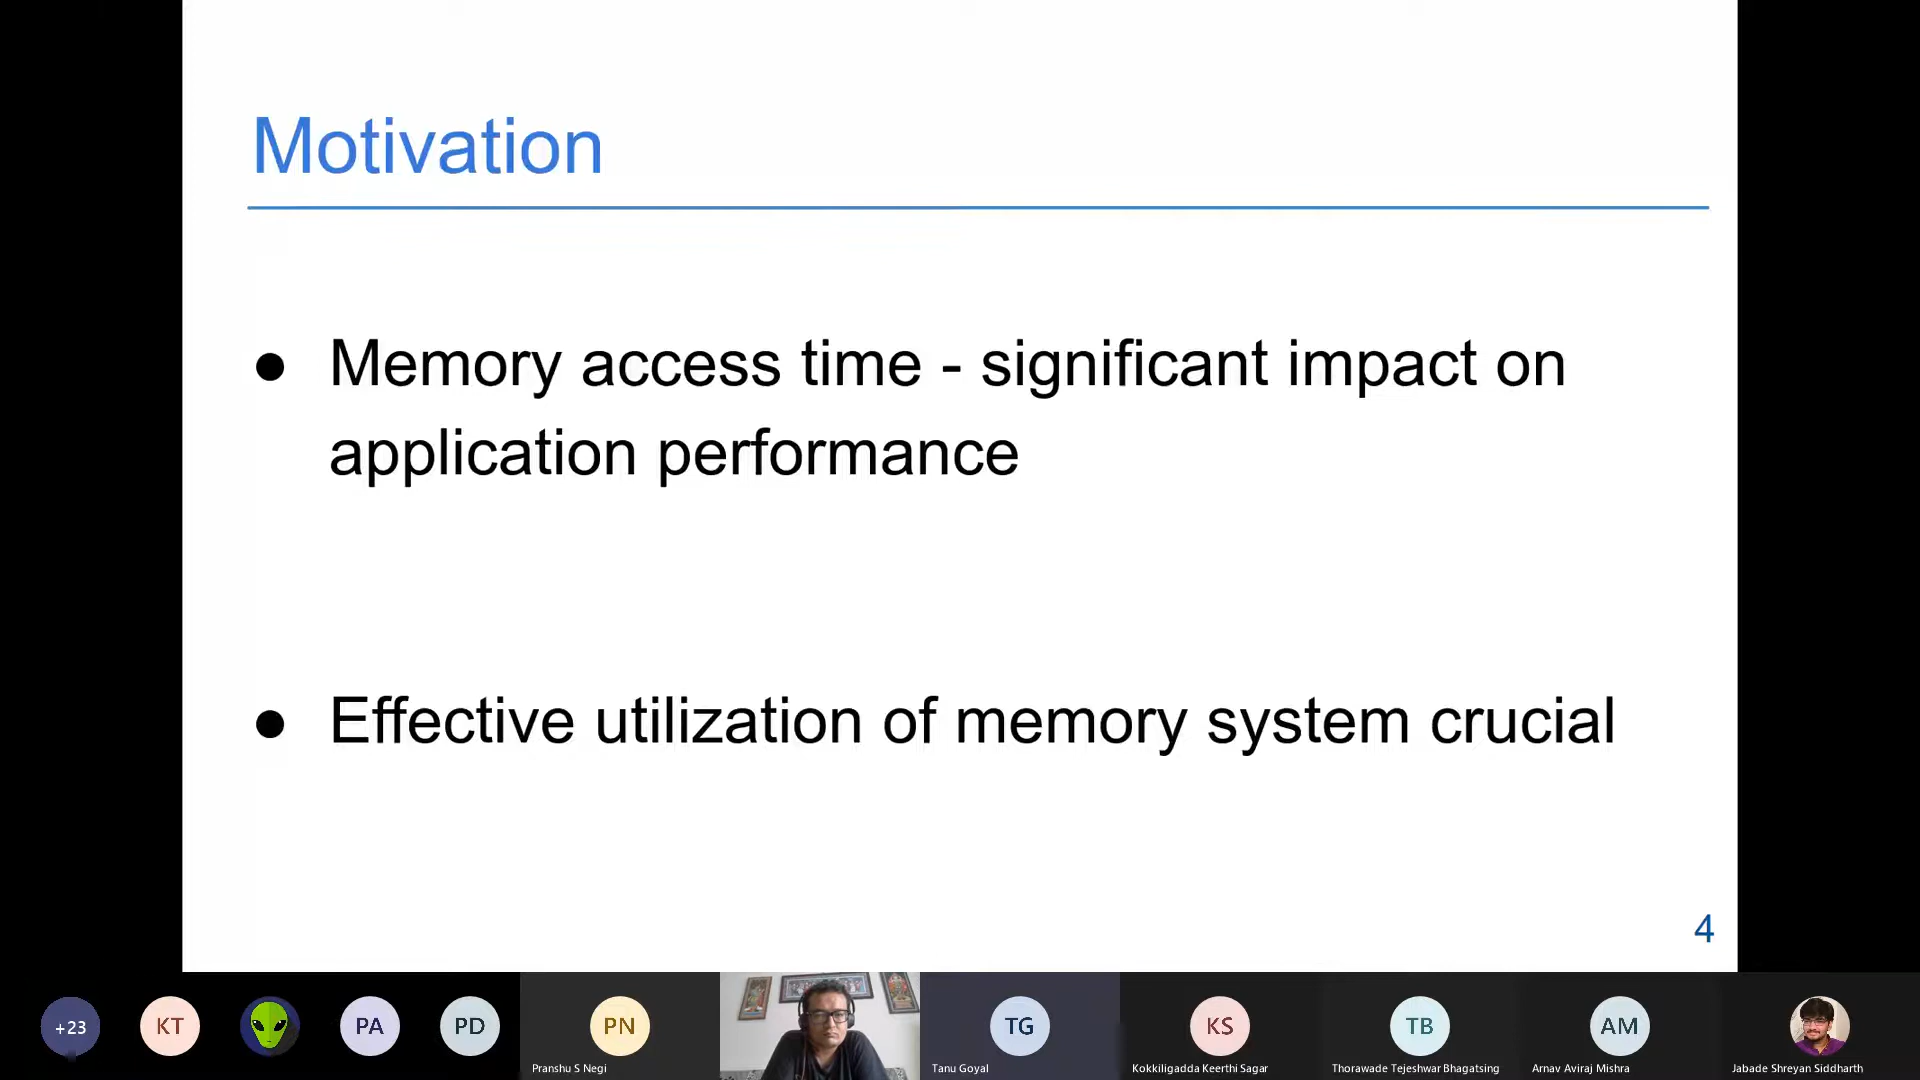 Motivation
● Memory access time - significant impact on
application performance
● Effective utilization of memory system crucial
4
+23
KT
PA
PD
PN
TG
KS
TB
AM
Pranshu S Negi
Tanu Goyal
Kokkiligadda Keerthi Sagar
Thorawade Tejeshwar Bhagatsing
Arnav Aviraj Mishra
Jabade Shreyan Siddharth